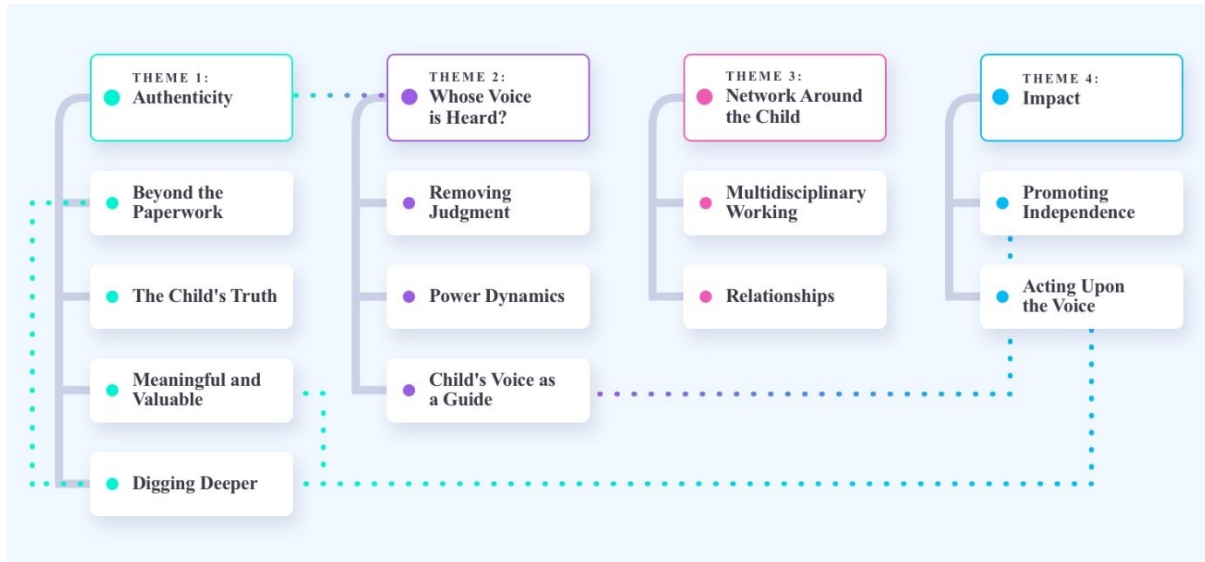 THEME 1:
Authenticity
Beyond the
Paperwork
The Child's Truth
Meaningful and
Valuable
Digging Deeper
THEME 2:
Whose Voice
is Heard?
Removing
Judgment
Power Dynamics
Child's Voice as
a Guide
THEME 3:
Network Around
the Child
Multidisciplinary
Working
Relationships
THEME 4:
Impact
Promoting
Independence
Acting Upon
the Voice